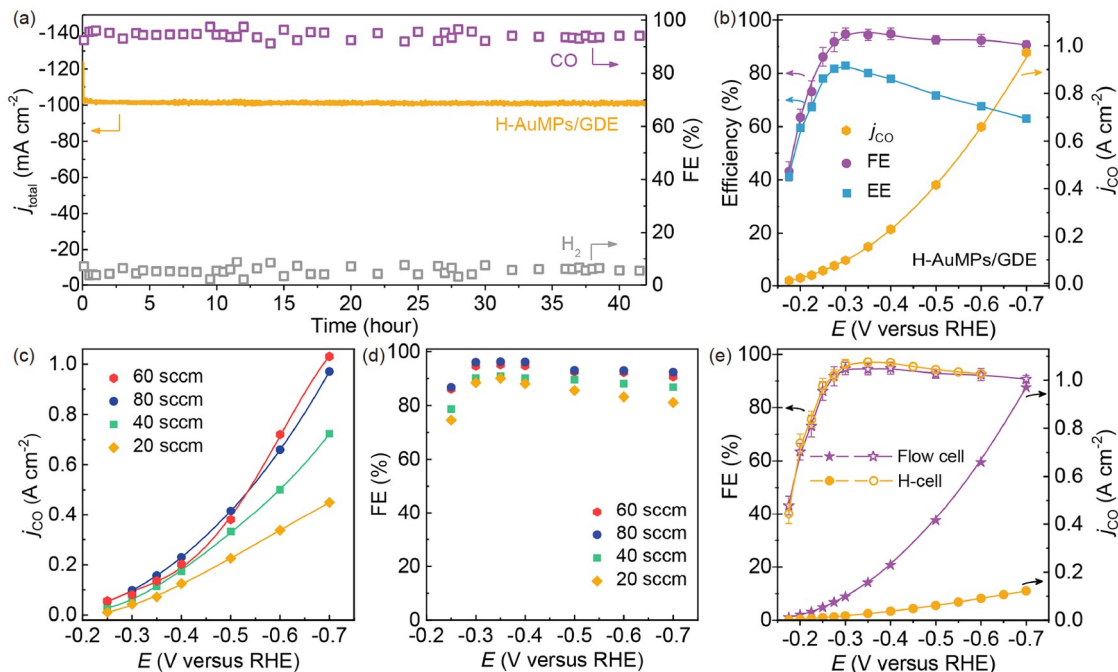 (a)
-140
-120
-100
-80
-60
-40
-20
-0
j_total (mA cm⁻²)
CO
H-AuMPs/GDE
H₂
100
80
60
40
20
0
FE (%)
0 5 10 15 20 25 30 35 40
Time (hour)
(b)
100
80
60
40
20
0
Efficiency (%)
j_CO
FE
EE
H-AuMPs/GDE
1.0
0.8
0.6
0.4
0.2
0.0
j_CO (A cm⁻²)
-0.2 -0.3 -0.4 -0.5 -0.6 -0.7
E (V versus RHE)
(c)
1.0
0.8
0.6
0.4
0.2
0.0
j_CO (A cm⁻²)
60 sccm
80 sccm
40 sccm
20 sccm
-0.2 -0.3 -0.4 -0.5 -0.6 -0.7
E (V versus RHE)
(d)
100
80
60
90
80
100
FE (%)
60 sccm
80 sccm
40 sccm
20 sccm
-0.2 -0.3 -0.4 -0.5 -0.6 -0.7
E (V versus RHE)
(e)
100
80
60
90
80
100
FE (%)
Flow cell
H-cell
1.0
0.8
0.6
0.4
0.2
0.0
j_CO (A cm⁻²)
-0.2 -0.3 -0.4 -0.5 -0.6 -0.7
E (V versus RHE)